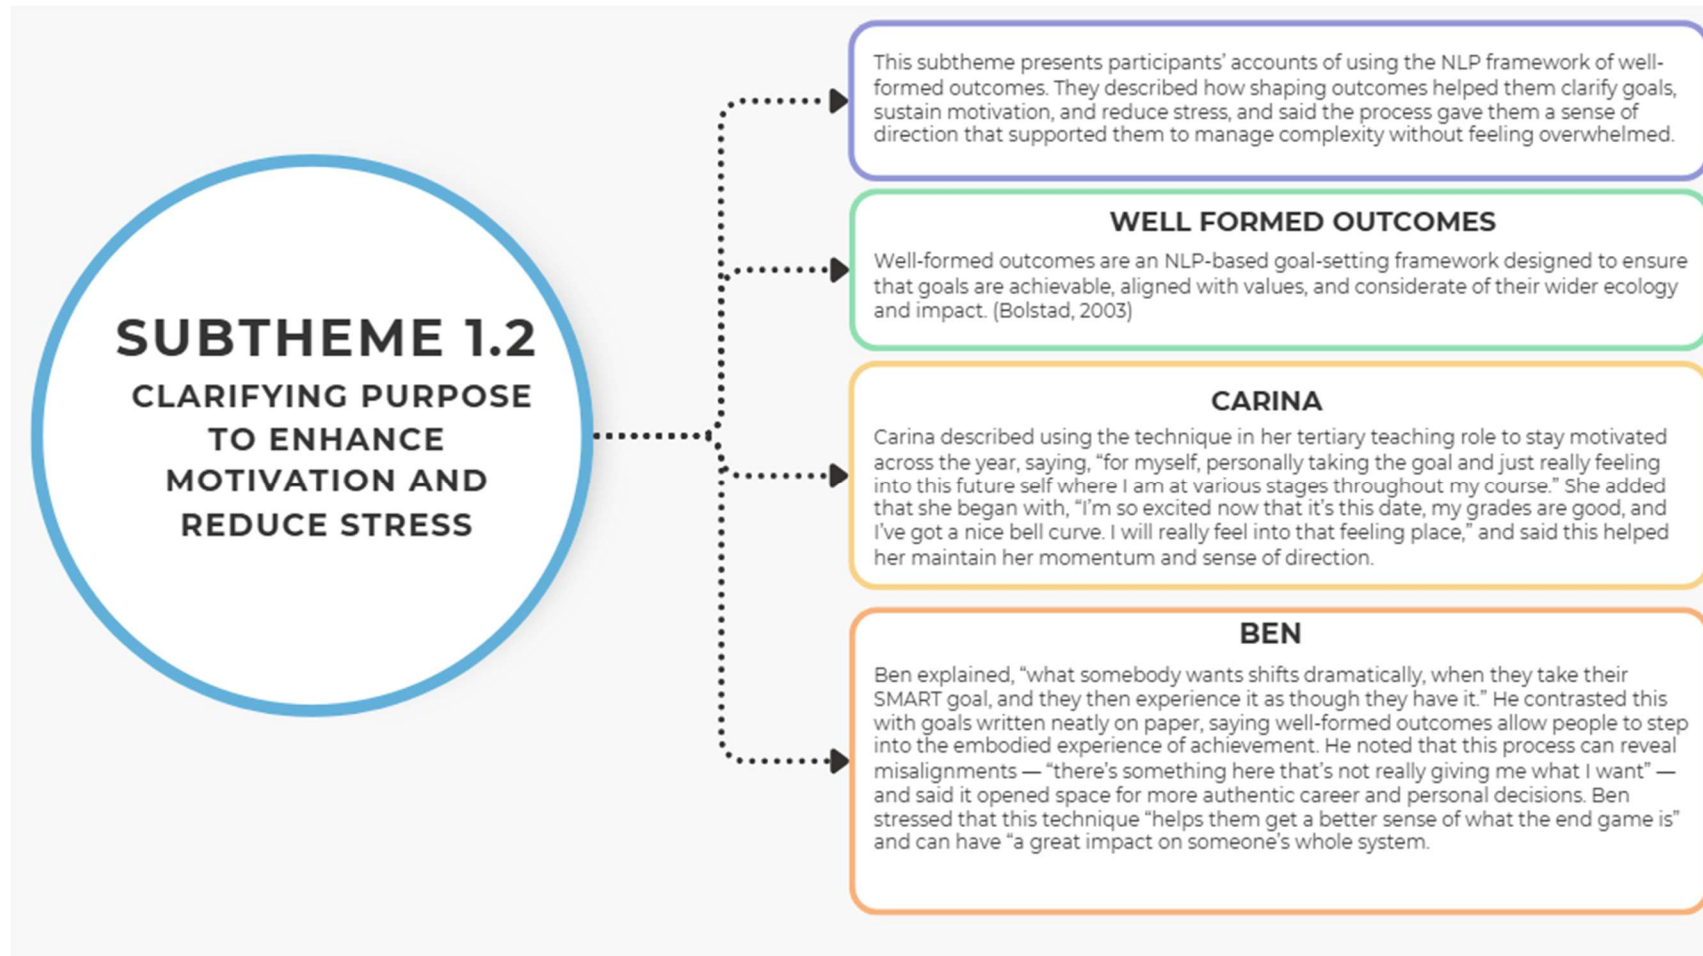 SUBTHEME 1.2
CLARIFYING PURPOSE
TO ENHANCE
MOTIVATION AND
REDUCE STRESS
This subtheme presents participants’ accounts of using the NLP framework of well-
formed outcomes. They described how shaping outcomes helped them clarify goals,
sustain motivation, and reduce stress, and said the process gave them a sense of
direction that supported them to manage complexity without feeling overwhelmed.
WELL FORMED OUTCOMES
Well-formed outcomes are an NLP-based goal-setting framework designed to ensure
that goals are achievable, aligned with values, and considerate of their wider ecology
and impact. (Bolstad, 2003)
CARINA
Carina described using the technique in her tertiary teaching role to stay motivated
across the year, saying, “for myself, personally taking the goal and just really feeling
into this future self where I am at various stages throughout my course.” She added
that she began with, “I’m so excited now that it’s this date, my grades are good, and
I’ve got a nice bell curve. I will really feel into that feeling place,” and said this helped
her maintain her momentum and sense of direction.
BEN
Ben explained, “what somebody wants shifts dramatically, when they take their
SMART goal, and they then experience it as though they have it.” He contrasted this
with goals written neatly on paper, saying well-formed outcomes allow people to step
into the embodied experience of achievement. He noted that this process can reveal
misalignments — “there’s something here that’s not really giving me what I want” —
and said it opened space for more authentic career and personal decisions. Ben
stressed that this technique “helps them get a better sense of what the end game is”
and can have “a great impact on someone’s whole system.